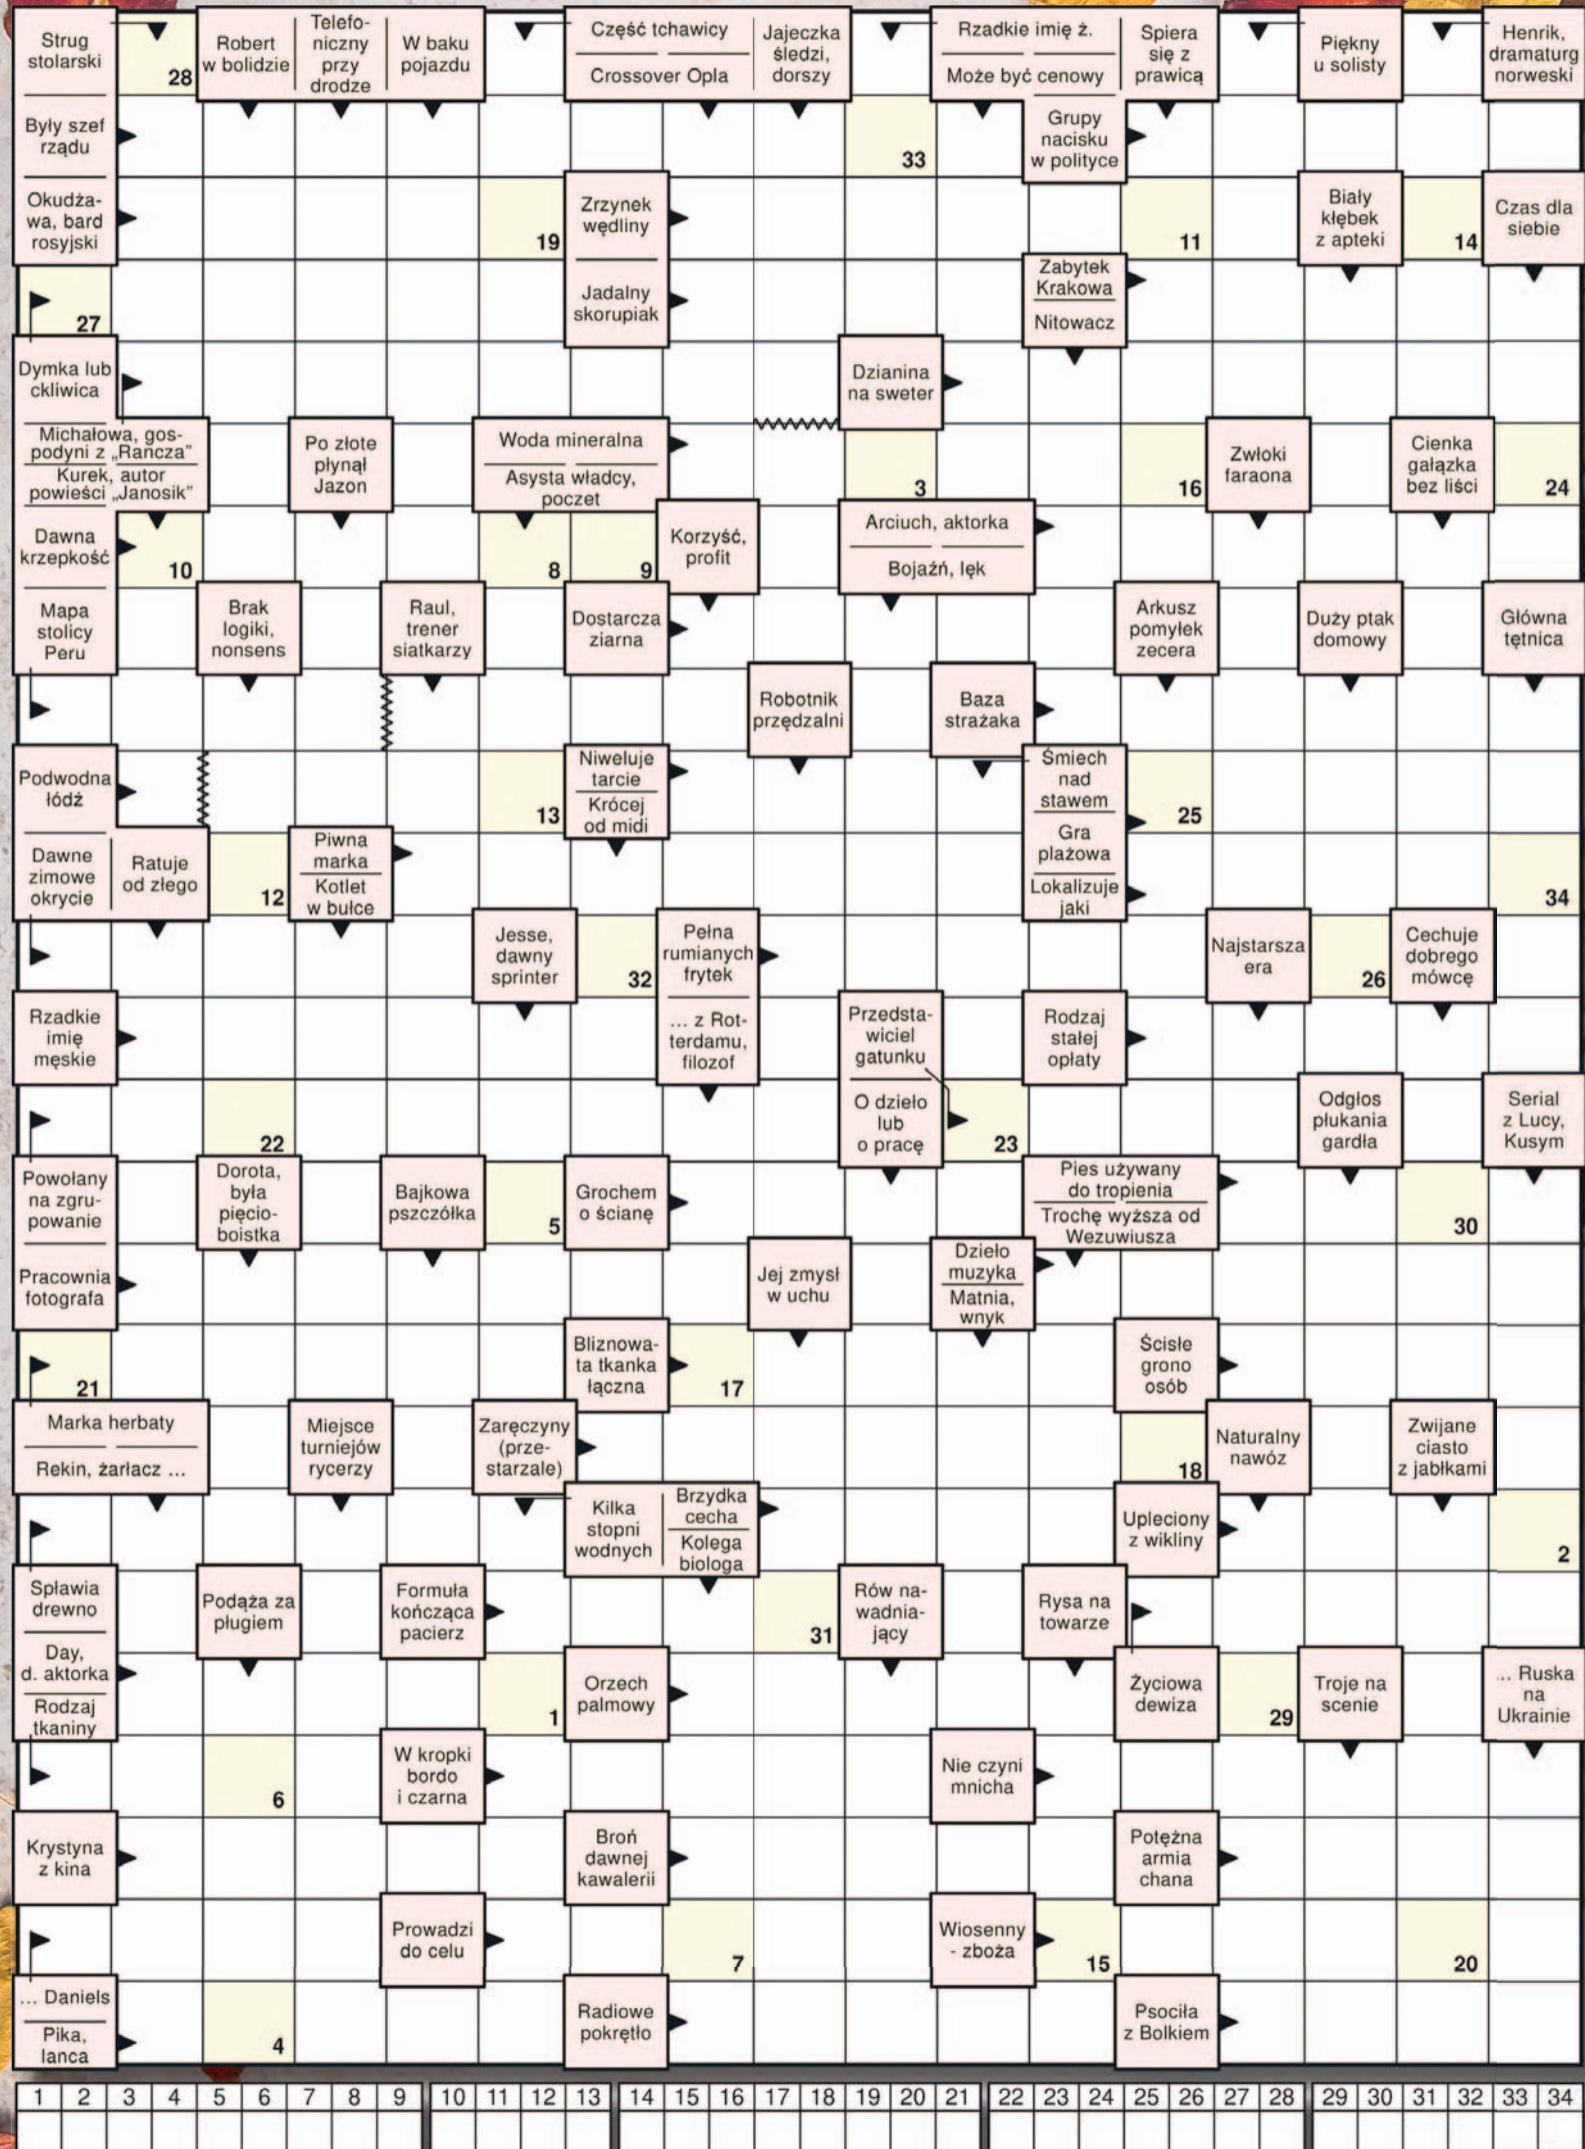 Strug
stolarski
28
Robert
w bolidzie
Telefo-
niczny
przy
drodze
W baku
pojazdu
Część tchawicy
Crossover Opla
Jajeczka
śledzi,
dorszy
Rzadkie imię ż.
Może być cenowy
Spiera
się z
prawicą
Piękny
u solisty
Henrik,
dramaturg
norweski
Były szef
rządu
33
Grupy
nacisku
w polityce
Okudża-
wa, bard
rosyjski
19
Zrzynek
wędliny
11
Biały
kłębek
z apteki
14
Czas dla
siebie
27
Jadalny
skorupiak
Zabytek
Krakowa
Nitowacz
Dymka lub
ckliwica
Dzianina
na sweter
Michałowa, gos-
podyni z „Rancza”
Kurek, autor
powieści „Janosik”
Po złote
płynął
Jazon
Woda mineralna
Asysta władcy,
poczet
3
16
Zwłoki
faraona
Cienka
gałązka
bez liści
24
Dawna
krzepkość
10
8
9
Korzyść,
profit
Arciuch, aktorka
Bojaźń, lęk
Mapa
stolicy
Peru
Brak
logiki,
nonsens
Raul,
trener
siatkarzy
Dostarcza
ziarna
Arkusz
pomyłek
zecera
Duży ptak
domowy
Główna
tętnica
Robotnik
przędzalni
Baza
strażaka
Podwodna
łódź
13
Niweluje
tarcie
Krócej
od midi
Śmiech
nad
stawem
25
Gra
plażowa
Dawne
zimowe
okrycie
Ratuje
od złego
12
Piwna
marka
Kotlet
w bułce
Lokalizuje
jaki
34
Jesse,
dawny
sprinter
32
Pełna
rumianych
frytek
Najstarsza
era
26
Cechuje
dobrego
mówcę
Rzadkie
imię
męskie
... z Rot-
terdamu,
filozof
Przedsta-
wiciel
gatunku
Rodzaj
stałej
opłaty
22
O dzieło
lub
o pracę
23
Odgłos
płukania
gardła
Serial
z Lucy,
Kusym
Powołany
na zgru-
powanie
Dorota,
była
pięcio-
boistka
Bajkowa
pszczółka
5
Grochem
o ścianę
Pies używany
do tropienia
Trochę wyższa od
Wezuwiusza
30
Pracownia
fotografa
Jej zmysł
w uchu
Dzieło
muzyka
Matnia,
wnyk
21
Bliznowa-
ta tkanka
łączna
17
Ścisłe
grono
osób
Marka herbaty
Rekin, żarłacz ...
Miejsce
turniejów
rycerzy
Zaręczyny
(prze-
starzale)
18
Naturalny
nawóz
Zwijane
ciasto
z jabłkami
Kilka
stopni
wodnych
Brzydka
cecha
Kolega
biologa
Upleciony
z wikliny
2
Spławia
drewno
Podąża za
pługiem
Formuła
kończąca
pacierz
31
Rów na-
wadnia-
jący
Rysa na
towarze
Day,
d. aktorka
Rodzaj
tkaniny
1
Orzech
palmowy
Życiowa
dewiza
29
Troje na
scenie
... Ruska
na
Ukrainie
6
W kropki
bordo
i czarna
Nie czyni
mnicha
Krystyna
z kina
Broń
dawnej
kawalerii
Potężna
armia
chana
Prowadzi
do celu
7
Wiosenny
- zboża
15
20
... Daniels
Pika,
lanca
4
Radiowe
pokrętło
Psociła
z Bolkiem
1 2 3 4 5 6 7 8 9 10 11 12 13 14 15 16 17 18 19 20 21 22 23 24 25 26 27 28 29 30 31 32 33 34